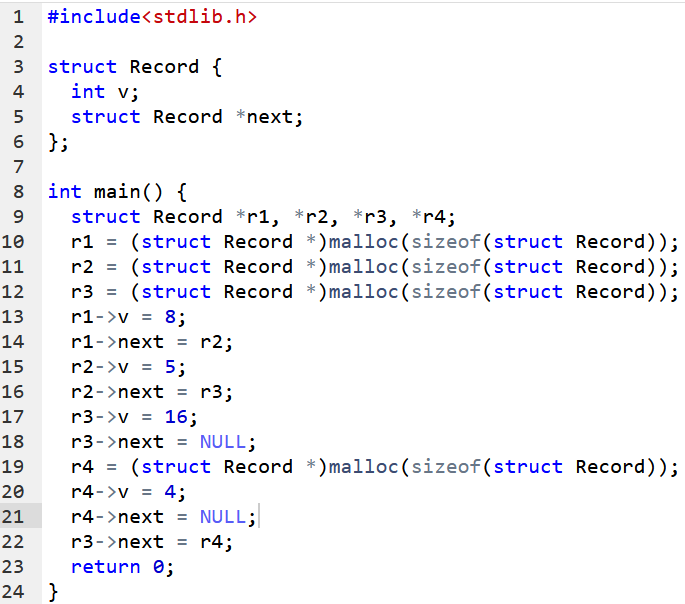 1 #include<stdlib.h>
2
3 struct Record {
4   int v;
5   struct Record *next;
6 };
7
8 int main() {
9   struct Record *r1, *r2, *r3, *r4;
10   r1 = (struct Record *)malloc(sizeof(struct Record));
11   r2 = (struct Record *)malloc(sizeof(struct Record));
12   r3 = (struct Record *)malloc(sizeof(struct Record));
13   r1->v = 8;
14   r1->next = r2;
15   r2->v = 5;
16   r2->next = r3;
17   r3->v = 16;
18   r3->next = NULL;
19   r4 = (struct Record *)malloc(sizeof(struct Record));
20   r4->v = 4;
21   r4->next = NULL;
22   r3->next = r4;
23   return 0;
24 }